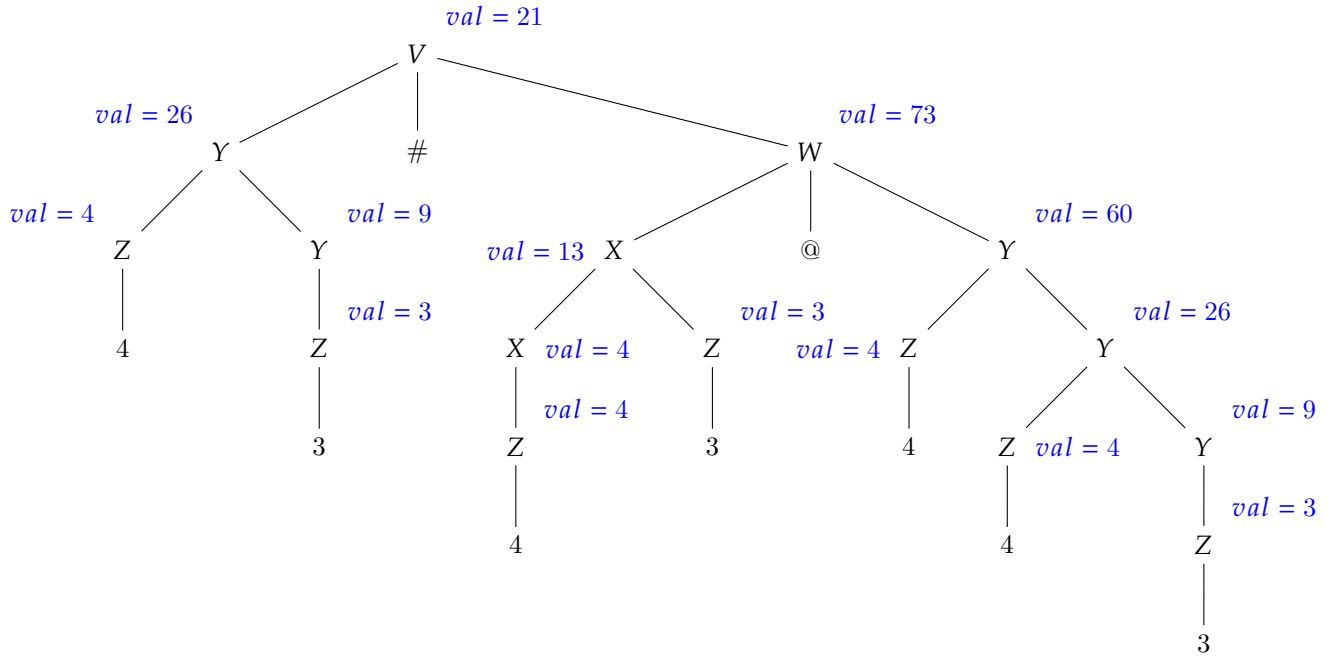 val = 21
V
val = 26
val = 73
Y
#
W
val = 4
val = 9
val = 60
Z
Y
val = 13
X
@
Y
val = 3
val = 3
val = 26
4
Z
X
val = 4
Z
val = 4
Z
Y
val = 4
val = 9
3
Z
3
4
Z
val = 4
Y
val = 3
4
4
Z
3